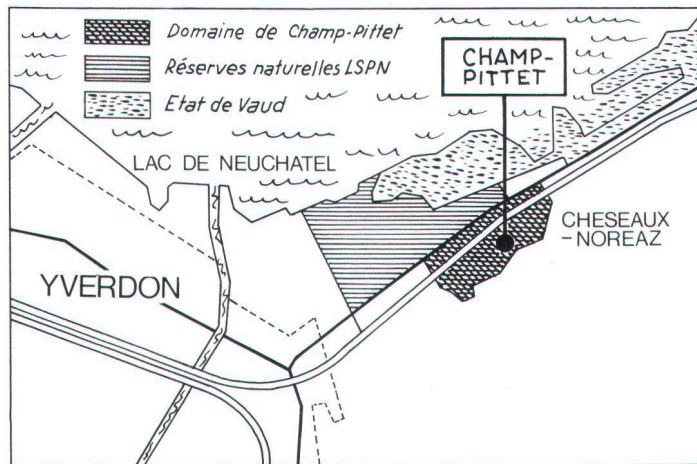 Domaine de Champ-Pittet
Réserves naturelles LSPN
Etat de Vaud
CHAMP-
PITTET
LAC DE NEUCHATEL
CHESEAUX
-NOREAZ
YVERDON